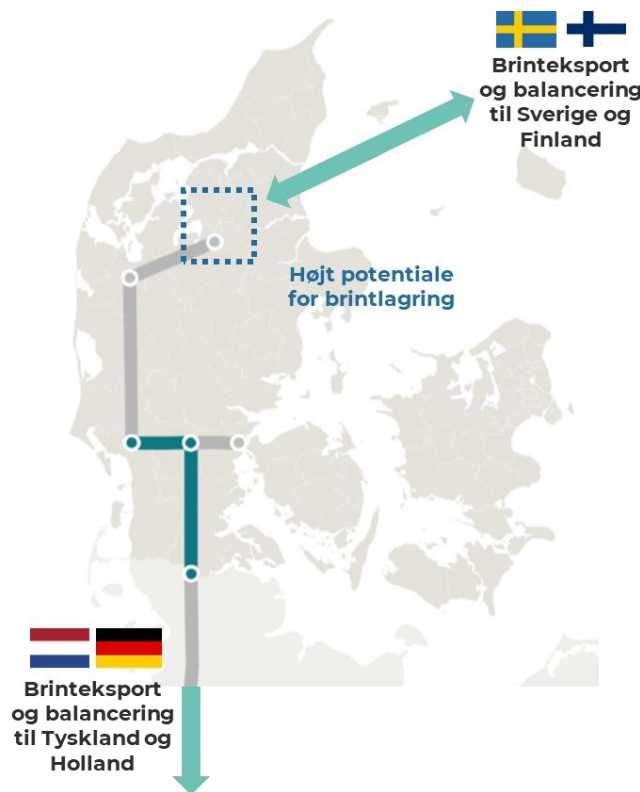 Brinteksport
og balancering
til Sverige og
Finland
Højt potentiale
for brintlagring
Brinteksport
og balancering
til Tyskland og
Holland